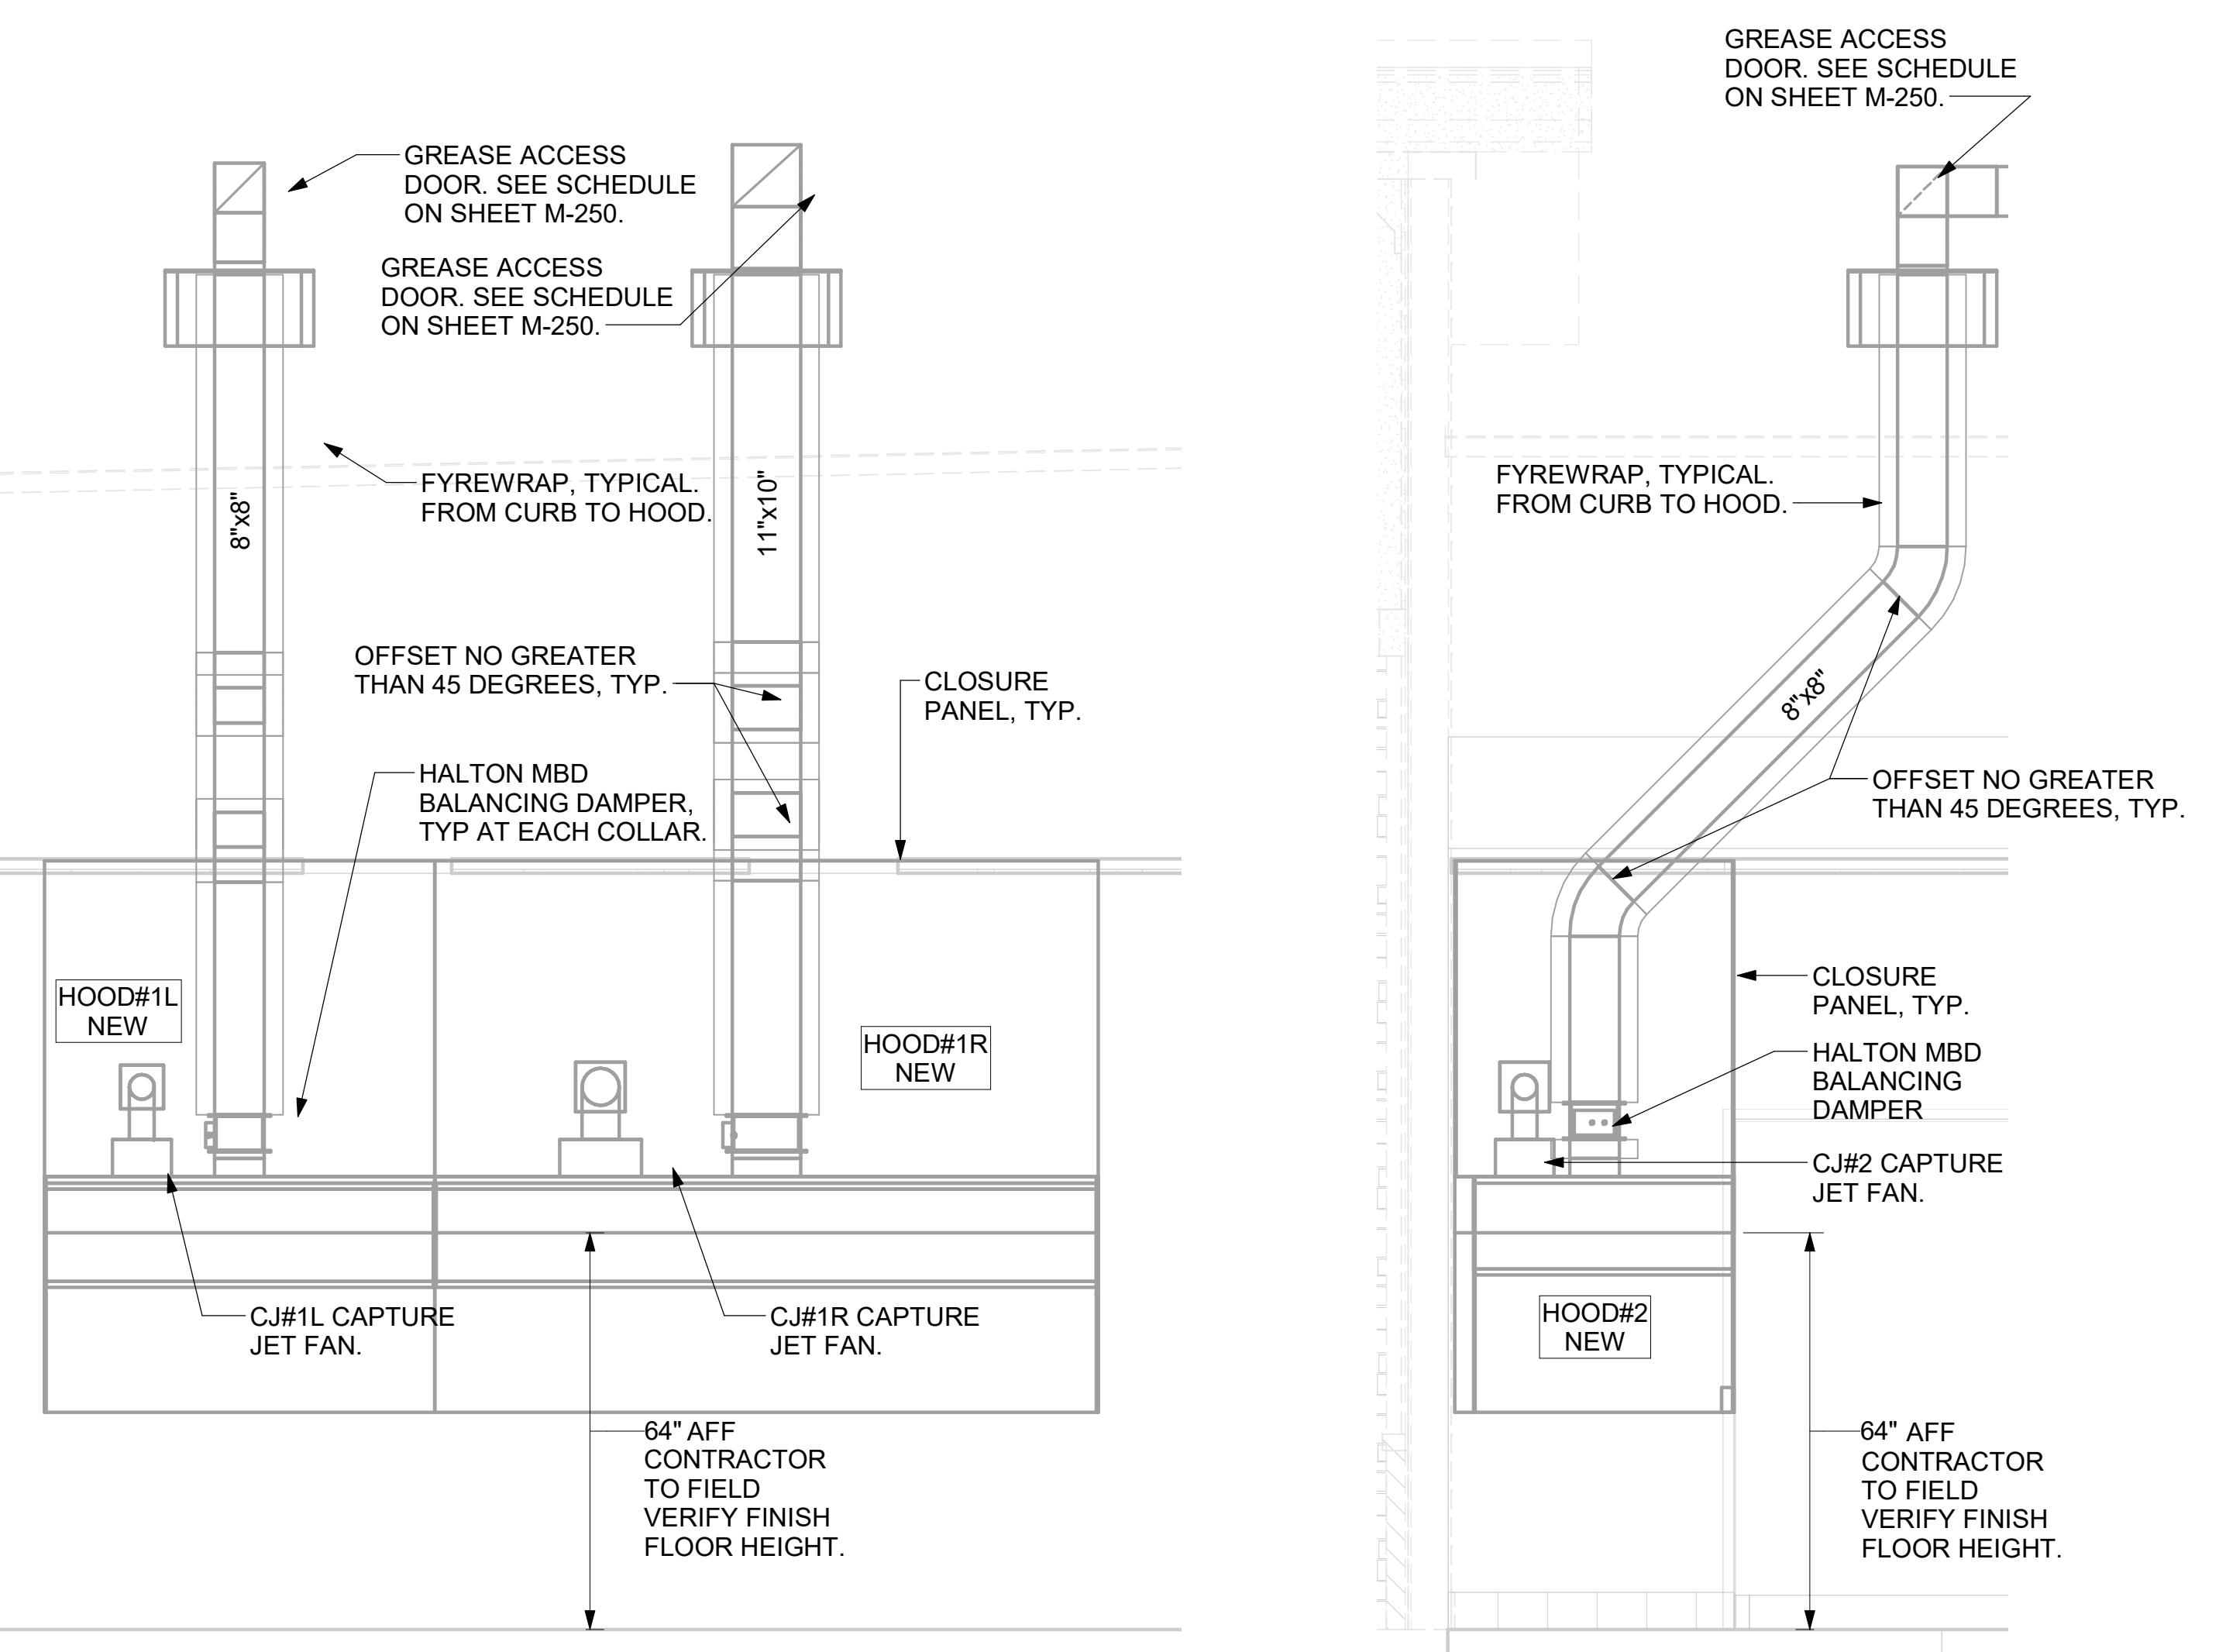 GREASE ACCESS
DOOR. SEE SCHEDULE
ON SHEET M-250.
GREASE ACCESS
DOOR. SEE SCHEDULE
ON SHEET M-250.
8"x8"
11"x10"
FYREWRAP, TYPICAL.
FROM CURB TO HOOD.
OFFSET NO GREATER
THAN 45 DEGREES, TYP.
CLOSURE
PANEL, TYP.
HALTON MBD
BALANCING DAMPER,
TYP AT EACH COLLAR.
HOOD#1L
NEW
HOOD#1R
NEW
CJ#1L CAPTURE
JET FAN.
CJ#1R CAPTURE
JET FAN.
64" AFF
CONTRACTOR
TO FIELD
VERIFY FINISH
FLOOR HEIGHT.
GREASE ACCESS
DOOR. SEE SCHEDULE
ON SHEET M-250.
FYREWRAP, TYPICAL.
FROM CURB TO HOOD.
8"x8"
OFFSET NO GREATER
THAN 45 DEGREES, TYP.
CLOSURE
PANEL, TYP.
HALTON MBD
BALANCING
DAMPER
CJ#2 CAPTURE
JET FAN.
HOOD#2
NEW
64" AFF
CONTRACTOR
TO FIELD
VERIFY FINISH
FLOOR HEIGHT.